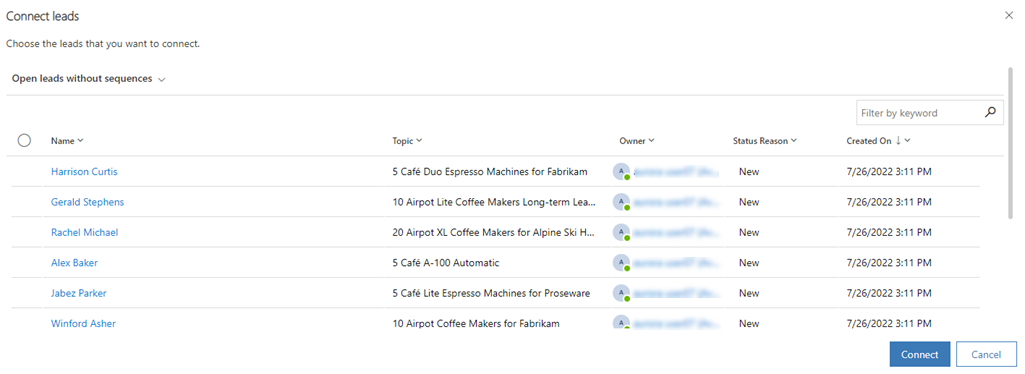 Connect leads
Choose the leads that you want to connect.
Open leads without sequences
Filter by keyword
Name Topic Owner Status Reason Created On
Harrison Curtis 5 Café Duo Espresso Machines for Fabrikam A New 7/26/2022 3:11 PM
Gerald Stephens 10 Airpot Lite Coffee Makers Long-term Lea... A New 7/26/2022 3:11 PM
Rachel Michael 20 Airpot XL Coffee Makers for Alpine Ski H... A New 7/26/2022 3:11 PM
Alex Baker 5 Café A-100 Automatic A New 7/26/2022 3:11 PM
Jabez Parker 5 Café Lite Espresso Machines for Proseware A New 7/26/2022 3:11 PM
Winford Asher 10 Airpot Coffee Makers for Fabrikam A New 7/26/2022 3:11 PM
Connect Cancel